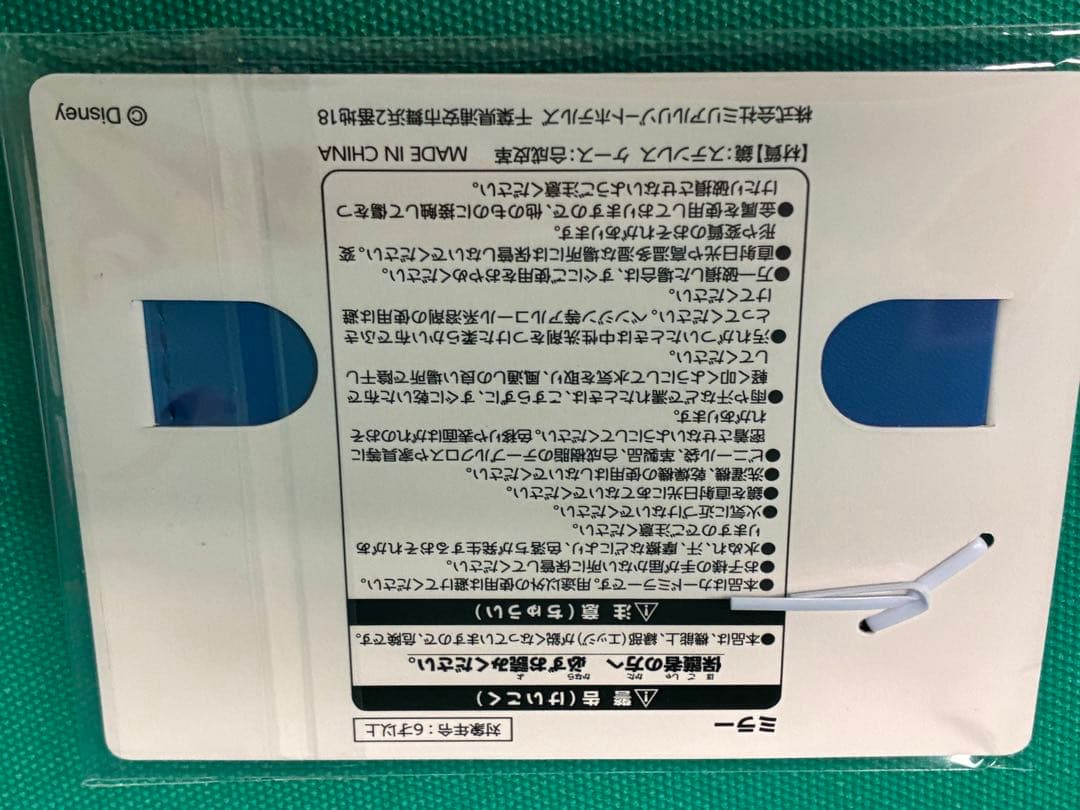 ミラー
対象年令：6才以上
⚠警 告(けいこく)
保護者の方へ 必ずお読みください。
●本品は、機能上、縁部(エッジ)が鋭くなっていますので、危険です。
⚠注 意(ちゅうい)
●本品はカードミラーです。用途以外の使用は避けてください。
●お子様の手が届かない所に保管してください。
●水ぬれ、汗、摩擦などにより、色落ちが発生するおそれがあ
りますのでご注意ください。
●火気に近づけないでください。
●鏡を直射日光にあてないでください。
●洗濯機、乾燥機の使用はしないでください。
●ビニール袋、革製品、合成樹脂のテーブルクロスや家具等に
密着させないようにしてください。色移りや表面はがれのおそ
れがあります。
●雨や汗などで濡れたときは、こすらずに、すぐに乾いた布で
軽く叩くようにして水気を取り、風通しの良い場所で陰干し
してください。
●汚れがついたときは中性洗剤をつけた柔らかい布でふき
とってください。ベンジン等アルコール系溶剤の使用は避
けてください。
●万一破損した場合は、すぐにご使用をおやめください。
●直射日光や高温多湿な場所には保管しないでください。変
形や変質のおそれがあります。
●金属を使用しておりますので、他のものに接触して傷をつ
けたり破損させないようご注意ください。
【材質】鏡：ステンレス ケース：合成皮革 MADE IN CHINA
株式会社ミリアルリゾートホテルズ 千葉県浦安市舞浜2番地18
© Disney